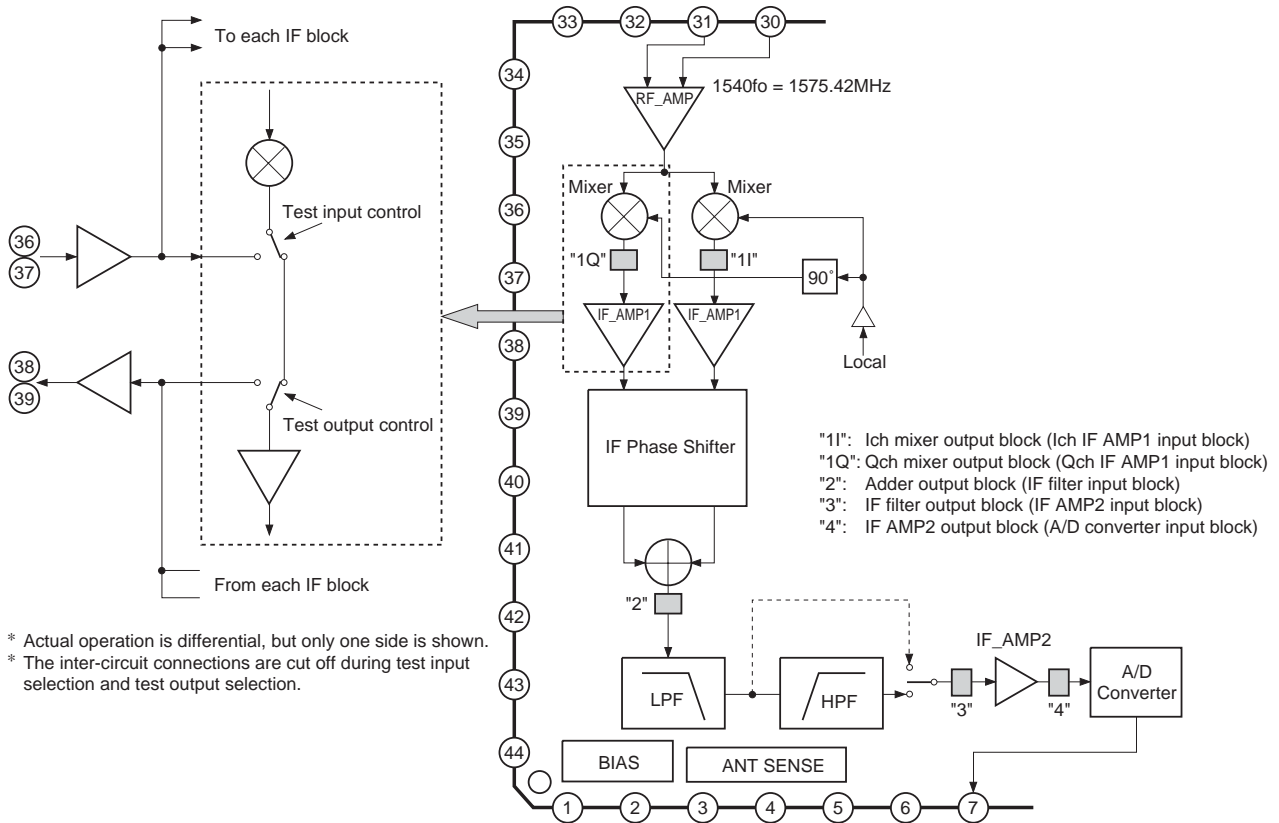 To each IF block
Test input control
36
37
38
39
Test output control
From each IF block
* Actual operation is differential, but only one side is shown.
* The inter-circuit connections are cut off during test input
selection and test output selection.
33
32
31
30
34
35
36
37
38
39
40
41
42
43
44
1
2
3
4
5
6
7
RF_AMP
1540fo = 1575.42MHz
Mixer
Mixer
"1Q"
"1I"
90°
IF_AMP1
IF_AMP1
Local
IF Phase Shifter
"1I": Ich mixer output block (Ich IF AMP1 input block)
"1Q": Qch mixer output block (Qch IF AMP1 input block)
"2": Adder output block (IF filter input block)
"3": IF filter output block (IF AMP2 input block)
"4": IF AMP2 output block (A/D converter input block)
"2"
LPF
HPF
"3"
IF_AMP2
"4"
A/D
Converter
BIAS
ANT SENSE